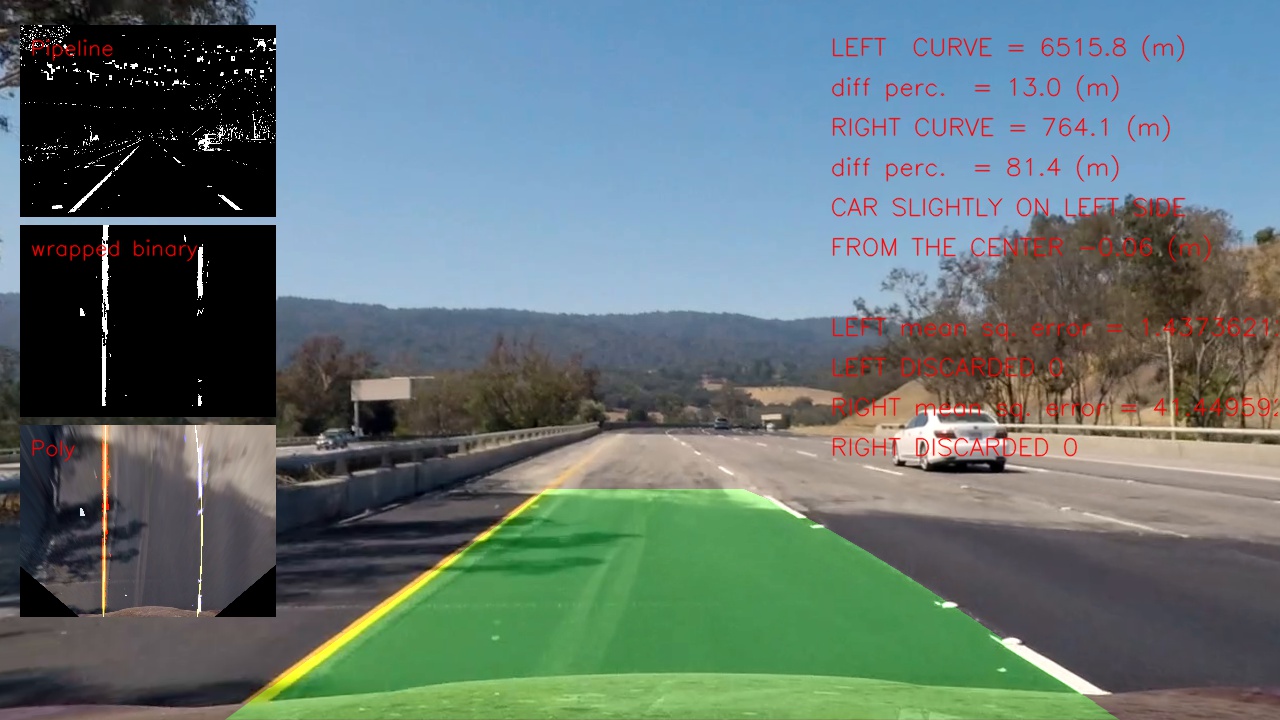 Pipeline
wrapped binary
Poly
LEFT  CURVE = 6515.8 (m)
diff perc.  = 13.0 (m)
RIGHT CURVE = 764.1 (m)
diff perc.  = 81.4 (m)
CAR SLIGHTLY ON LEFT SIDE
FROM THE CENTER -0.06 (m)
LEFT mean sq. error = 1.4373621
LEFT DISCARDED 0
RIGHT mean sq. error = 41.449592
RIGHT DISCARDED 0